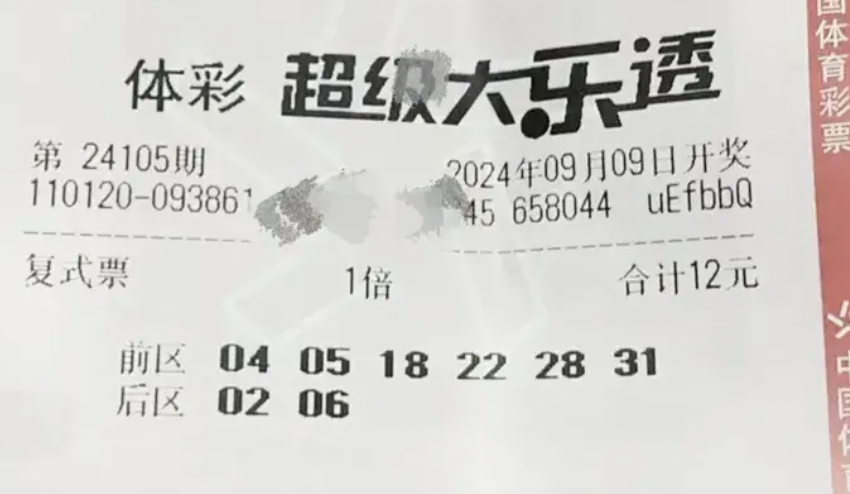 体彩 超级大乐透
第 24105期 2024年09月09日开奖
110120-093861 45 658044 uEfbbQ
复式票 1倍 合计12元
前区 04 05 18 22 28 31
后区 02 06
国体育彩票
中国体育